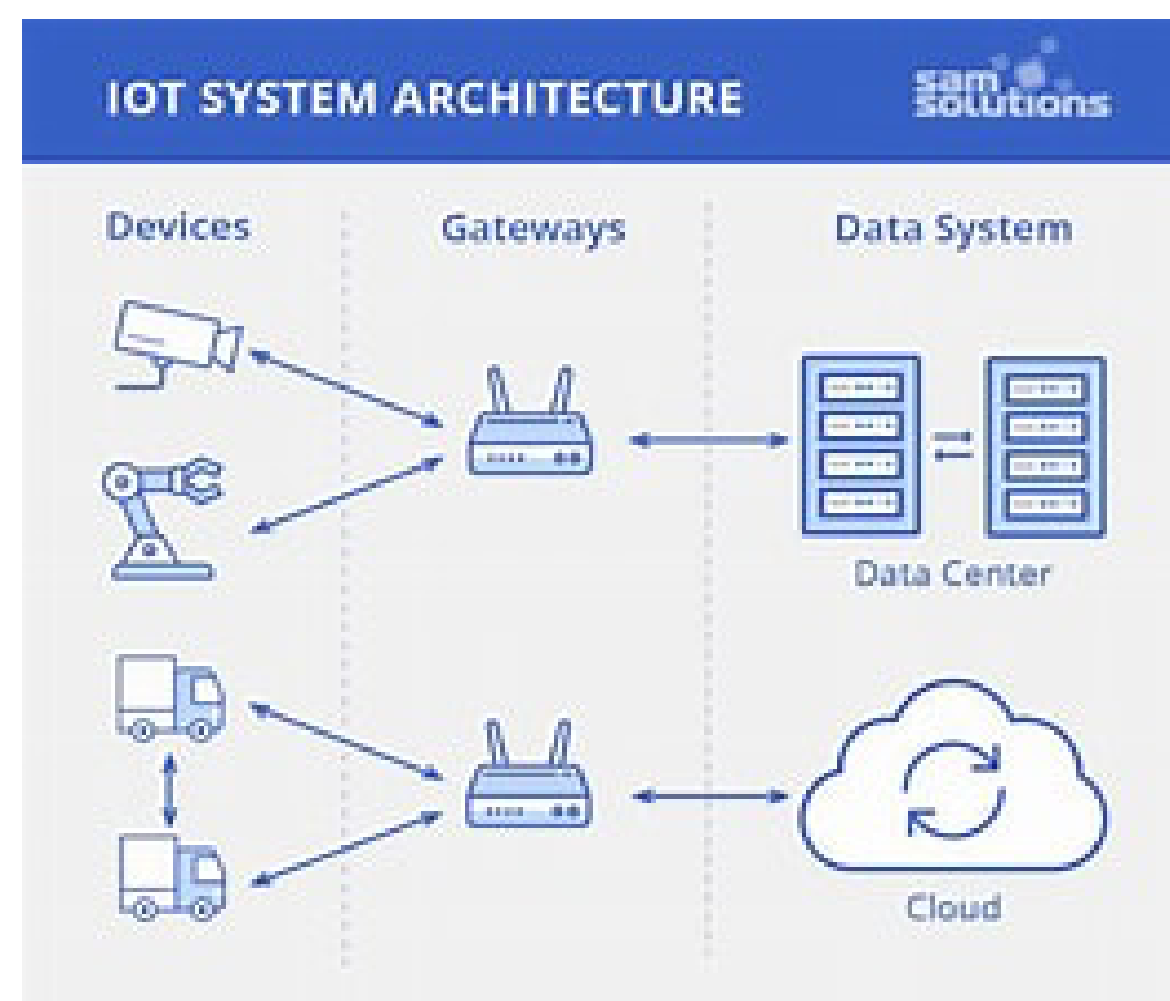 IOT SYSTEM ARCHITECTURE
sam
solutions
Devices
Gateways
Data System
Data Center
Cloud